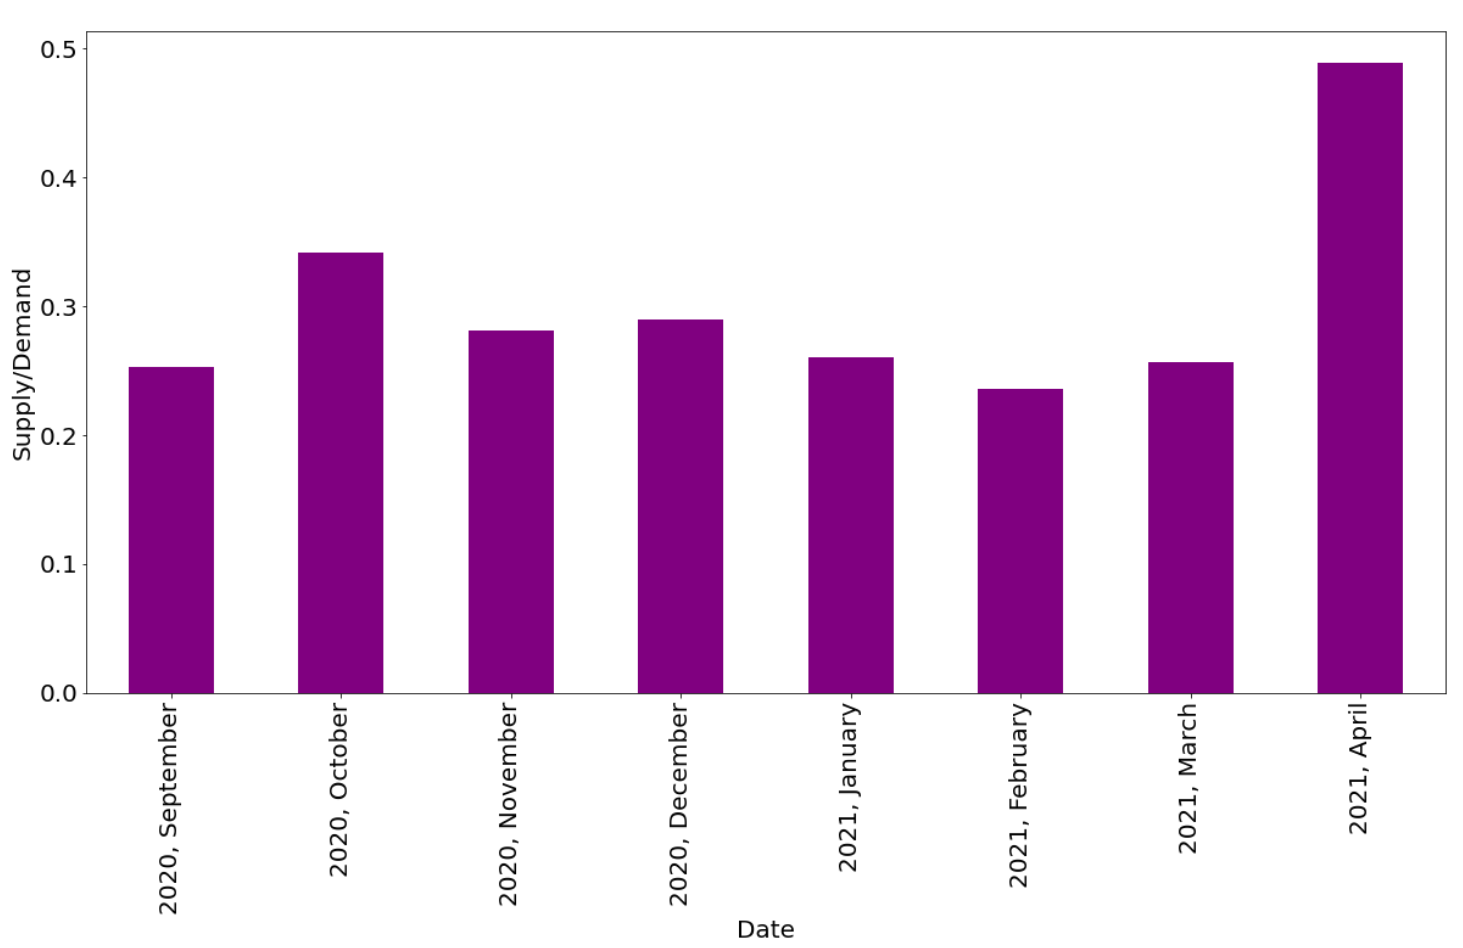 0.5
0.4
0.3
0.2
0.1
0.0
Supply/Demand
2020, September
2020, October
2020, November
2020, December
2021, January
2021, February
2021, March
2021, April
Date